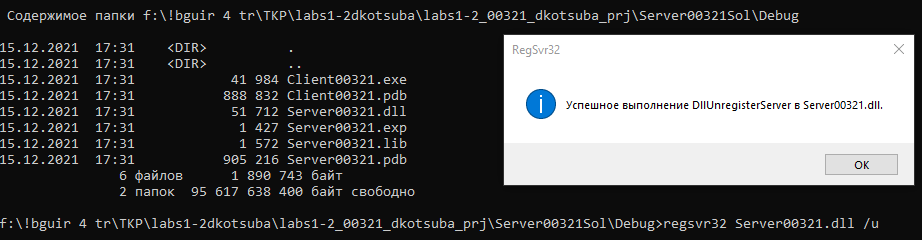 Содержимое папки f:\!bguir 4 tr\TKP\labs1-2dkotsuba\labs1-2_00321_dkotsuba_prj\Server00321Sol\Debug
15.12.2021  17:31    <DIR>          .
15.12.2021  17:31    <DIR>          ..
15.12.2021  17:31            41 984 Client00321.exe
15.12.2021  17:31           888 832 Client00321.pdb
15.12.2021  17:31            51 712 Server00321.dll
15.12.2021  17:31             1 427 Server00321.exp
15.12.2021  17:31             1 572 Server00321.lib
15.12.2021  17:31           905 216 Server00321.pdb
6 файлов      1 890 743 байт
2 папок  95 617 638 400 байт свободно
RegSvr32
Успешное выполнение DllUnregisterServer в Server00321.dll.
ОК
f:\!bguir 4 tr\TKP\labs1-2dkotsuba\labs1-2_00321_dkotsuba_prj\Server00321Sol\Debug>regsvr32 Server00321.dll /u